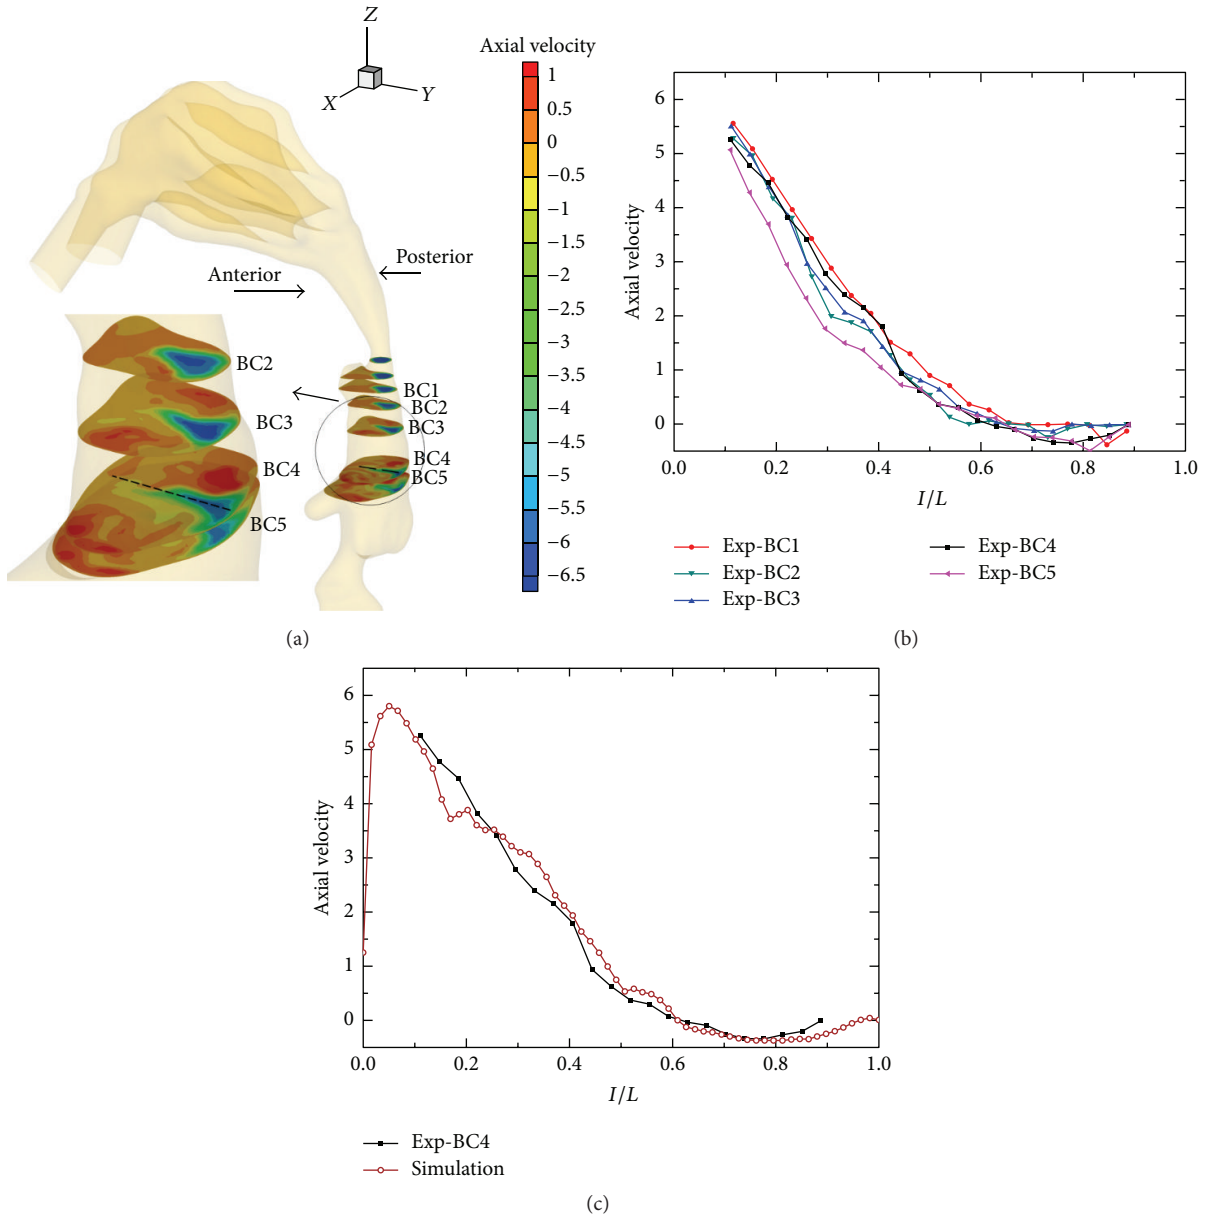 Z
X
Y
Axial velocity
1
0.5
0
−0.5
−1
−1.5
−2
−2.5
−3
−3.5
−4
−4.5
−5
−5.5
−6
−6.5
Anterior
Posterior
BC2
BC3
BC4
BC5
BC1
BC2
BC3
BC4
BC5
(a)
Axial velocity
6
5
4
3
2
1
0
0.0 0.2 0.4 0.6 0.8 1.0
I/L
Exp-BC1
Exp-BC2
Exp-BC3
Exp-BC4
Exp-BC5
(b)
Axial velocity
6
5
4
3
2
1
0
0.0 0.2 0.4 0.6 0.8 1.0
I/L
Exp-BC4
Simulation
(c)